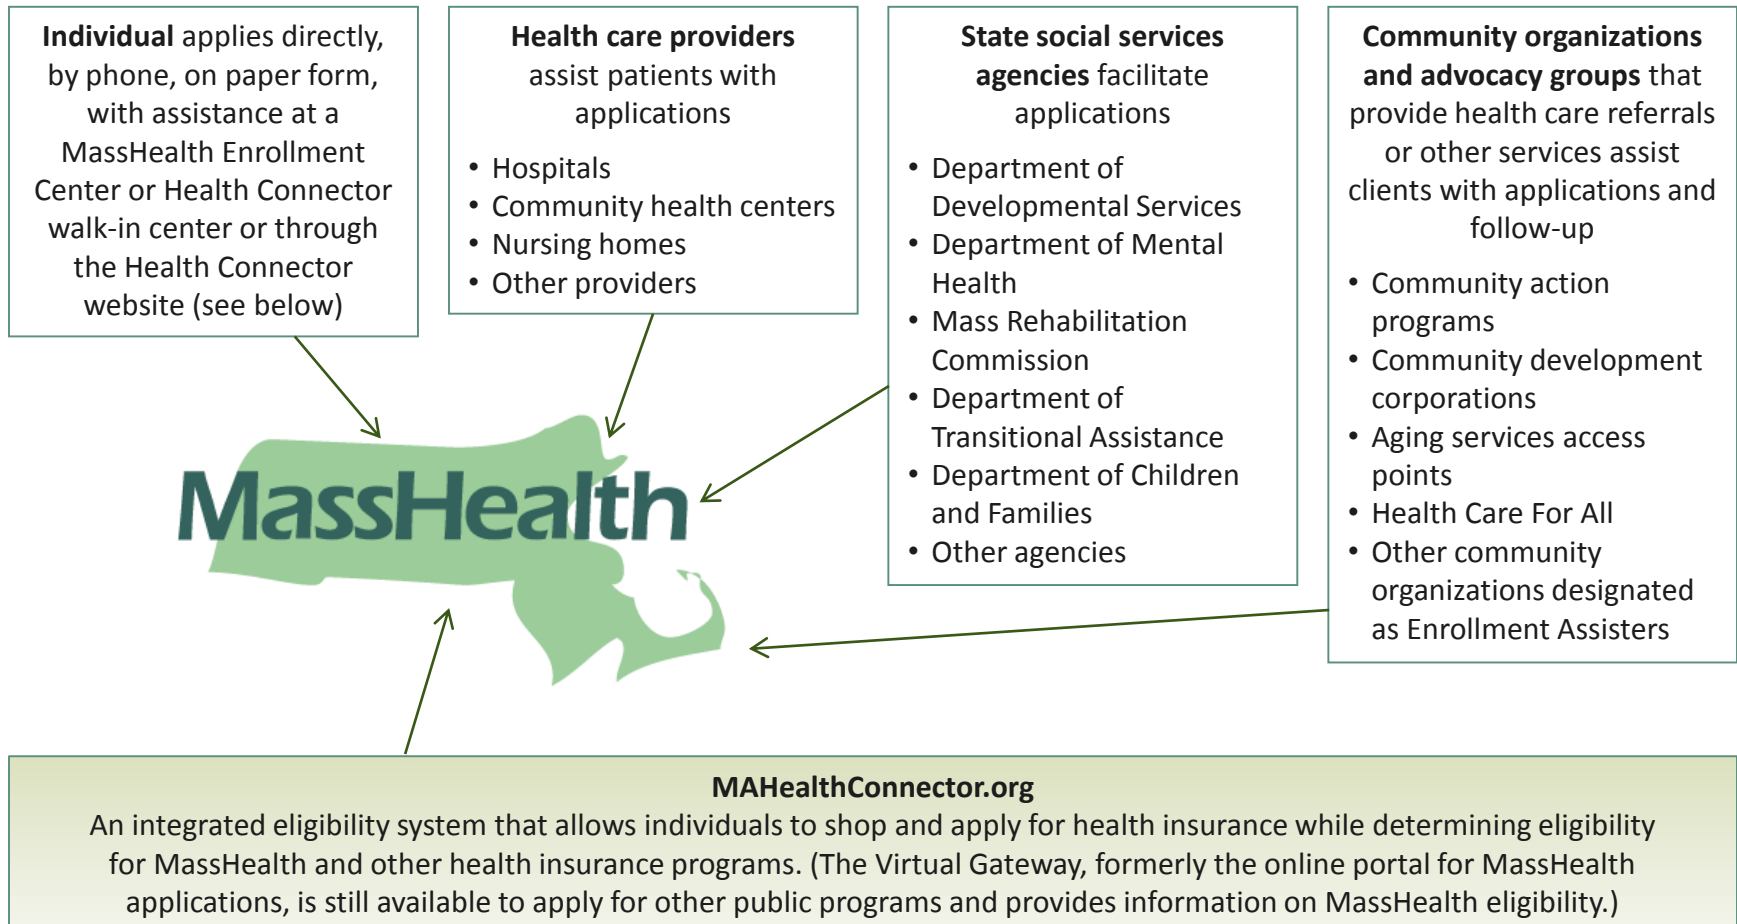 Individual applies directly,
by phone, on paper form,
with assistance at a
MassHealth Enrollment
Center or Health Connector
walk-in center or through
the Health Connector
website (see below)
Health care providers
assist patients with
applications
• Hospitals
• Community health centers
• Nursing homes
• Other providers
State social services
agencies facilitate
applications
• Department of
Developmental Services
• Department of Mental
Health
• Mass Rehabilitation
Commission
• Department of
Transitional Assistance
• Department of Children
and Families
• Other agencies
Community organizations
and advocacy groups that
provide health care referrals
or other services assist
clients with applications and
follow-up
• Community action
programs
• Community development
corporations
• Aging services access
points
• Health Care For All
• Other community
organizations designated
as Enrollment Assisters
MassHealth
MAHealthConnector.org
An integrated eligibility system that allows individuals to shop and apply for health insurance while determining eligibility
for MassHealth and other health insurance programs. (The Virtual Gateway, formerly the online portal for MassHealth
applications, is still available to apply for other public programs and provides information on MassHealth eligibility.)